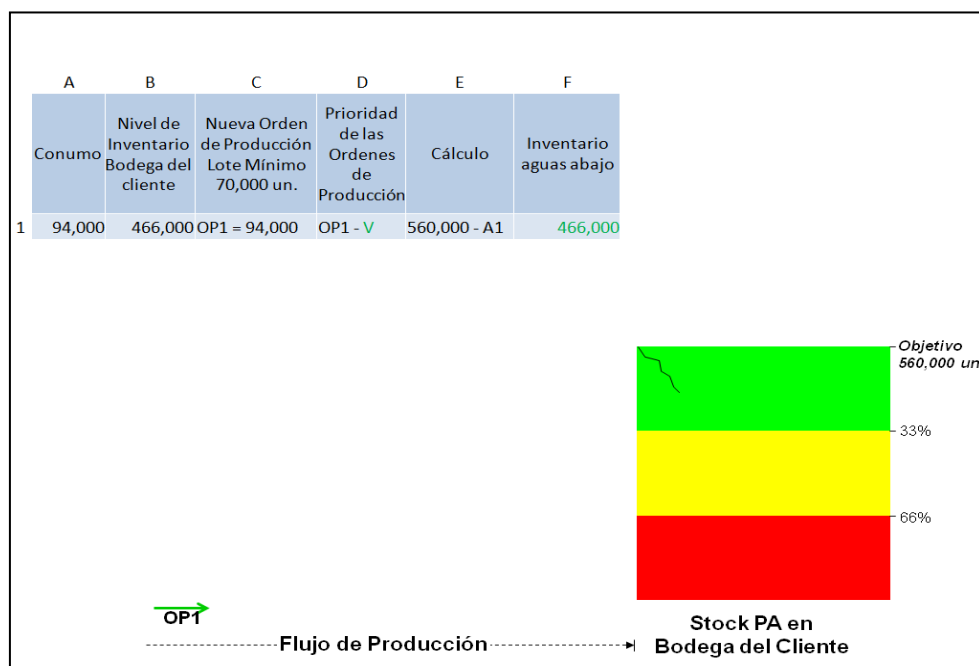 A B C D E F
Conumo
Nivel de
Inventario
Bodega del
cliente
Nueva Orden
de Producción
Lote Mínimo
70,000 un.
Prioridad
de las
Ordenes
de
Producción
Cálculo
Inventario
aguas abajo
1 94,000 466,000 OP1 = 94,000 OP1 - V 560,000 - A1 466,000
Objetivo
560,000 un
33%
66%
OP1
Flujo de Producción
Stock PA en
Bodega del Cliente